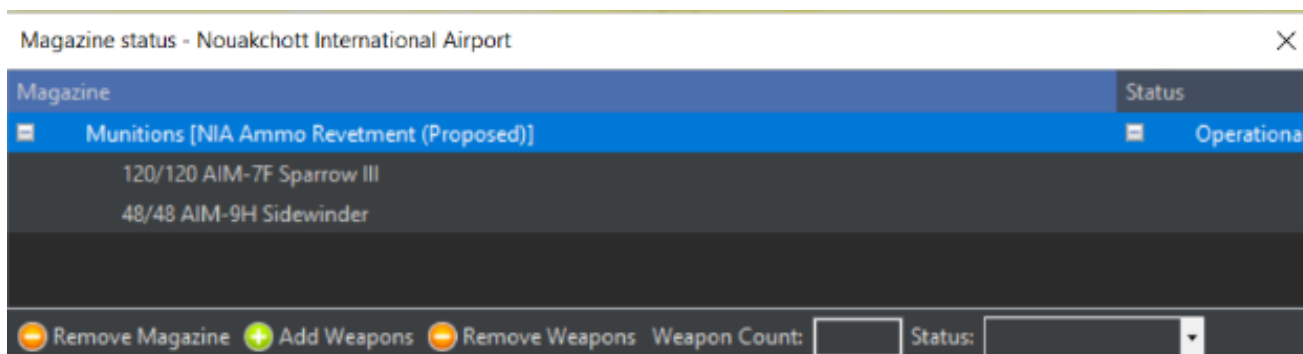 Magazine status - Nouakchott International Airport
Magazine Status
Munitions [NIA Ammo Revetment (Proposed)] Operationa
120/120 AIM-7F Sparrow III
48/48 AIM-9H Sidewinder
Remove Magazine Add Weapons Remove Weapons Weapon Count: Status: